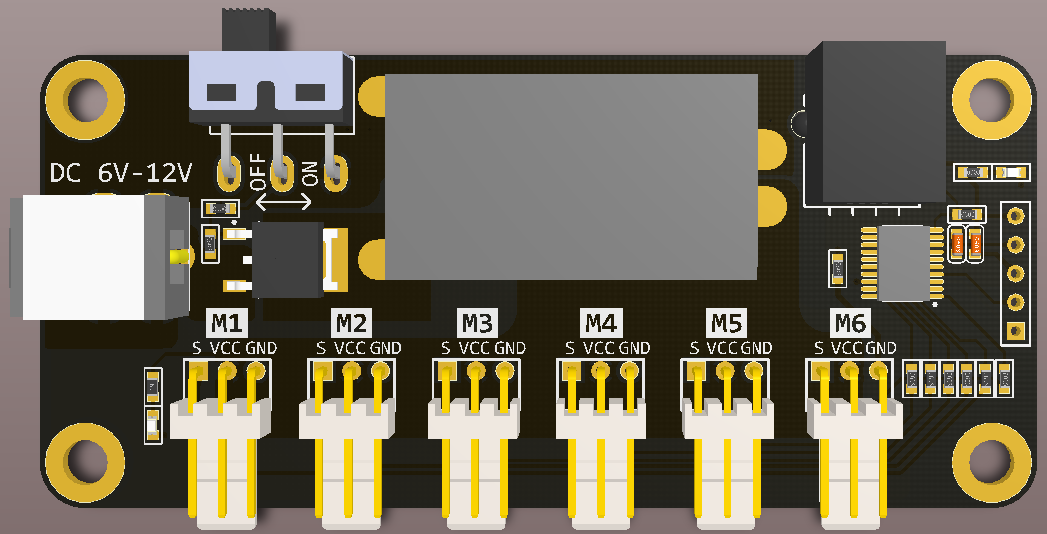 DC 6V-12V
OFF
ON
M1
M2
M3
M4
M5
M6
S VCC GND
S VCC GND
S VCC GND
S VCC GND
S VCC GND
S VCC GND